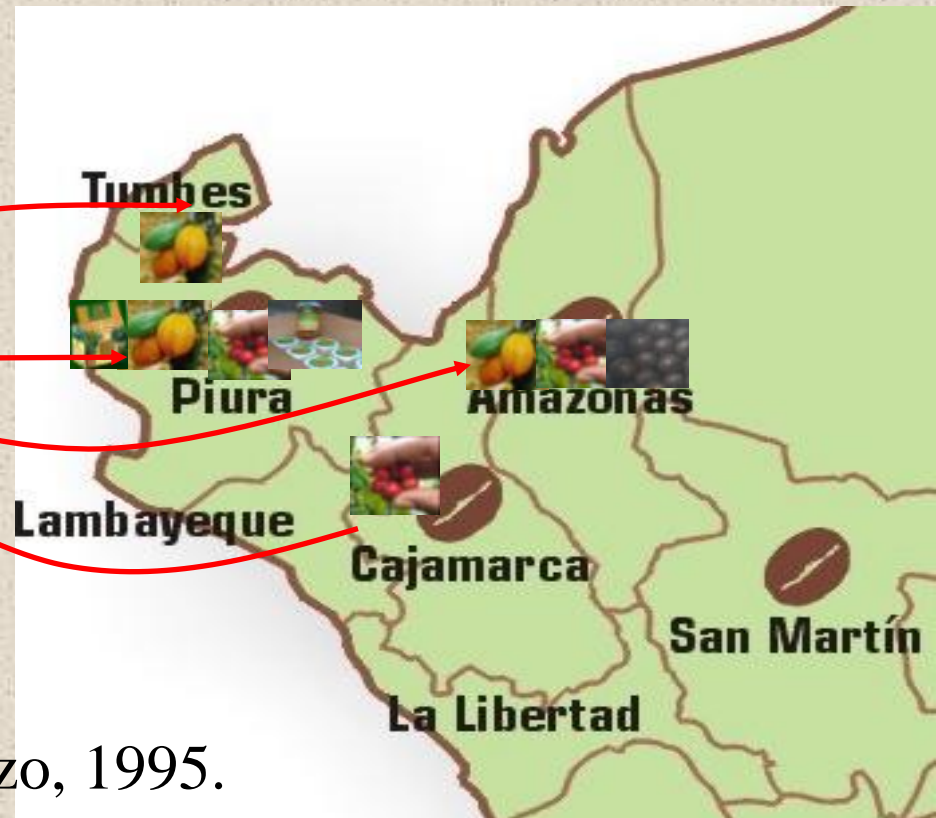 Tumbes
Piura
Amazonas
Lambayeque
Cajamarca
San Martín
La Libertad
zo, 1995.